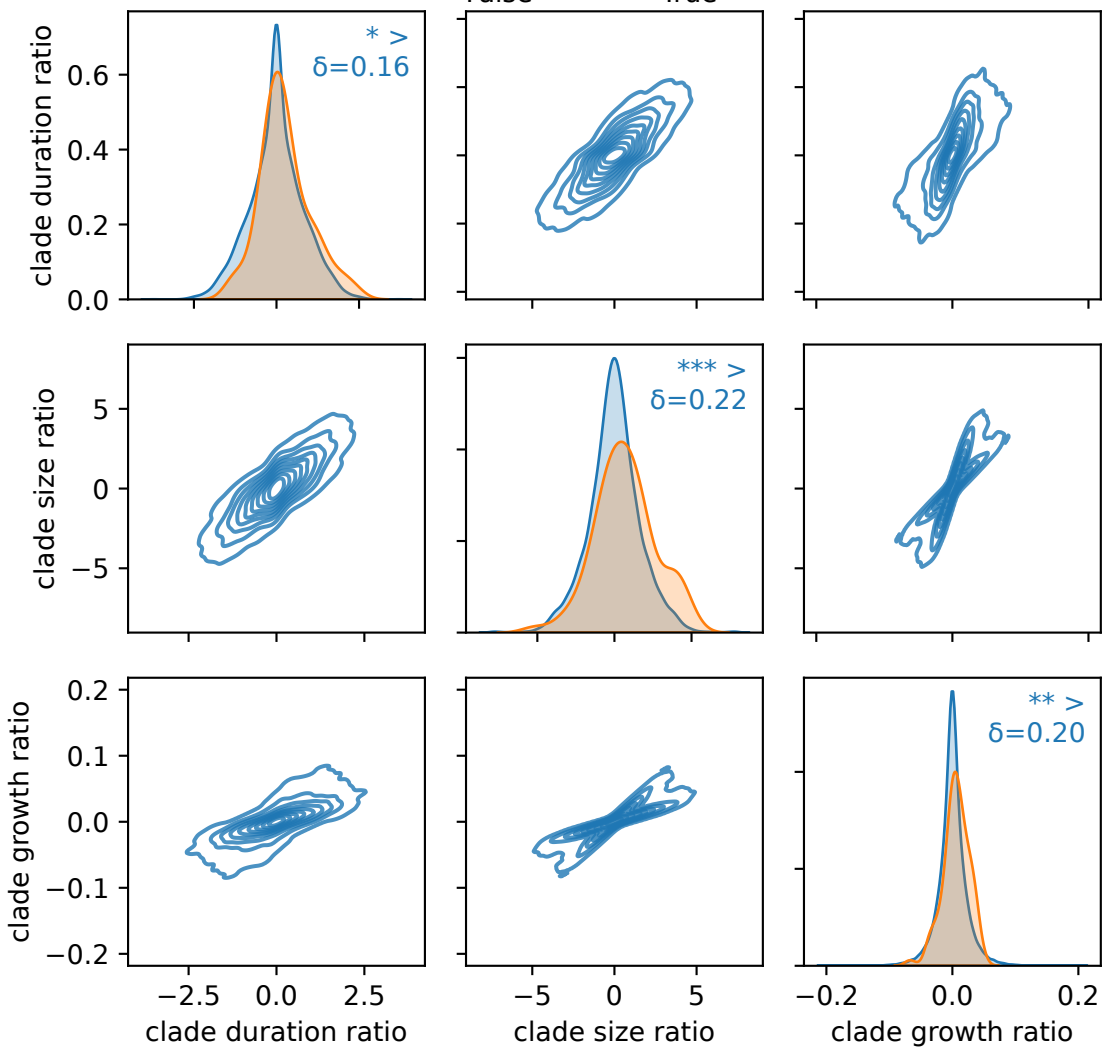 False True
clade duration ratio
0.6
0.4
0.2
0.0
* >
δ=0.16
clade size ratio
5
0
−5
*** >
δ=0.22
clade growth ratio
0.2
0.1
0.0
−0.1
−0.2
** >
δ=0.20
−2.5 0.0 2.5
−5 0 5
−0.2 0.0 0.2
clade duration ratio
clade size ratio
clade growth ratio